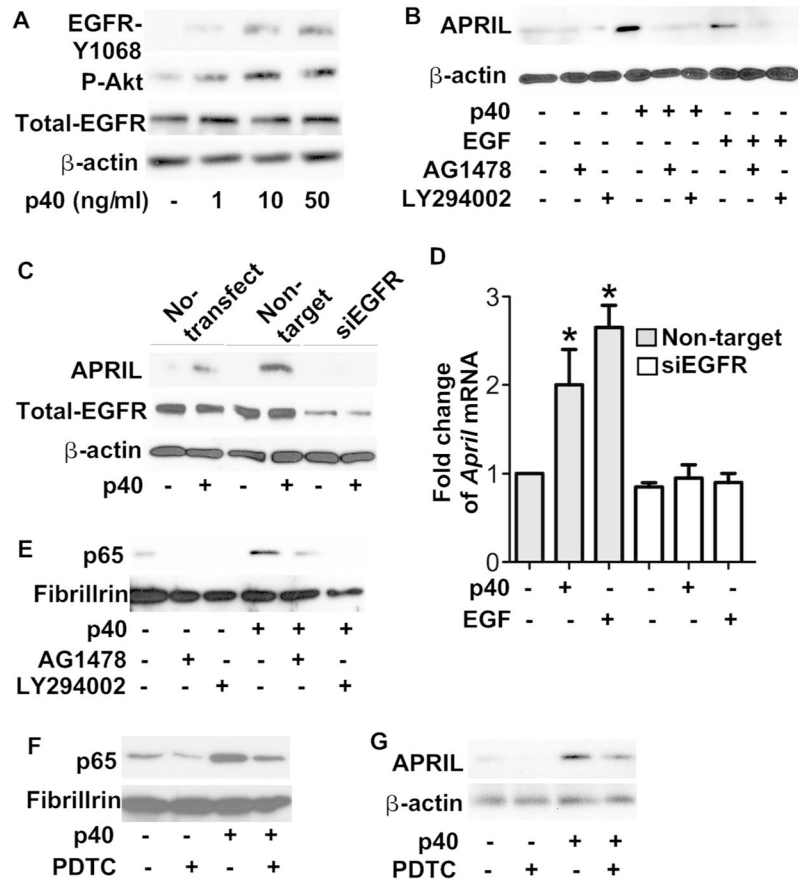 A
EGFR-
Y1068
P-Akt
Total-EGFR
β-actin
p40 (ng/ml) - 1 10 50
B
APRIL
β-actin
p40 - - - + + + - - -
EGF - - - - - - + + +
AG1478 - + - - + - - + -
LY294002 - - + - - + - - +
C
No-
transfect
Non-
target
siEGFR
APRIL
Total-EGFR
β-actin
p40 - + - + - +
D
Fold change
of April mRNA
3
2
1
0
* *
Non-target
siEGFR
p40 - + - - + -
EGF - - + - - +
E
p65
Fibrillrin
p40 - - - + + +
AG1478 - + - - + -
LY294002 - - + - - +
F
p65
Fibrillrin
p40 - - + +
PDTC - + - +
G
APRIL
β-actin
p40 - - + +
PDTC - + - +